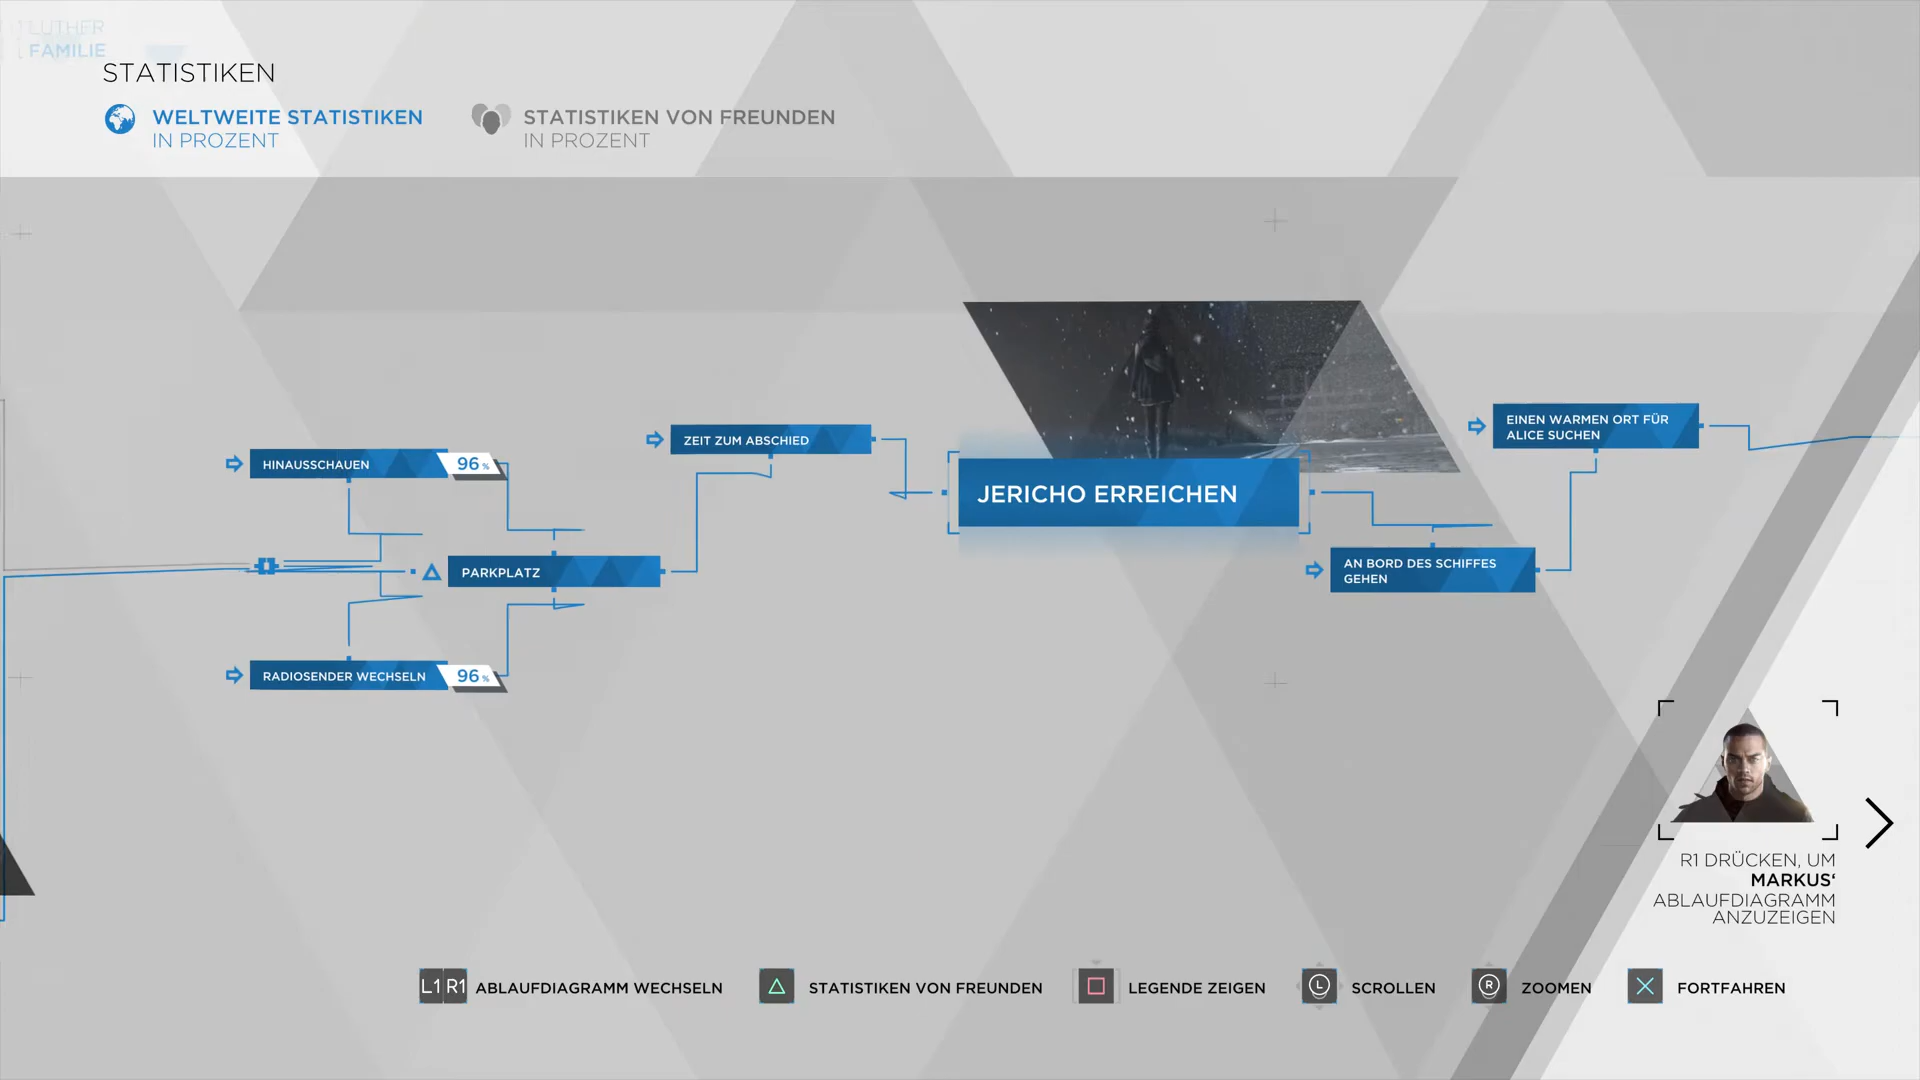 LUTHER
FAMILIE
STATISTIKEN
WELTWEITE STATISTIKEN
IN PROZENT
STATISTIKEN VON FREUNDEN
IN PROZENT
HINAUSSCHAUEN 96 %
RADIOSENDER WECHSELN 96 %
PARKPLATZ
ZEIT ZUM ABSCHIED
JERICHO ERREICHEN
AN BORD DES SCHIFFES
GEHEN
EINEN WARMEN ORT FÜR
ALICE SUCHEN
R1 DRÜCKEN, UM
MARKUS‘
ABLAUFDIAGRAMM
ANZUZEIGEN
L1 R1 ABLAUFDIAGRAMM WECHSELN
STATISTIKEN VON FREUNDEN
LEGENDE ZEIGEN
L SCROLLEN
R ZOOMEN
FORTFAHREN